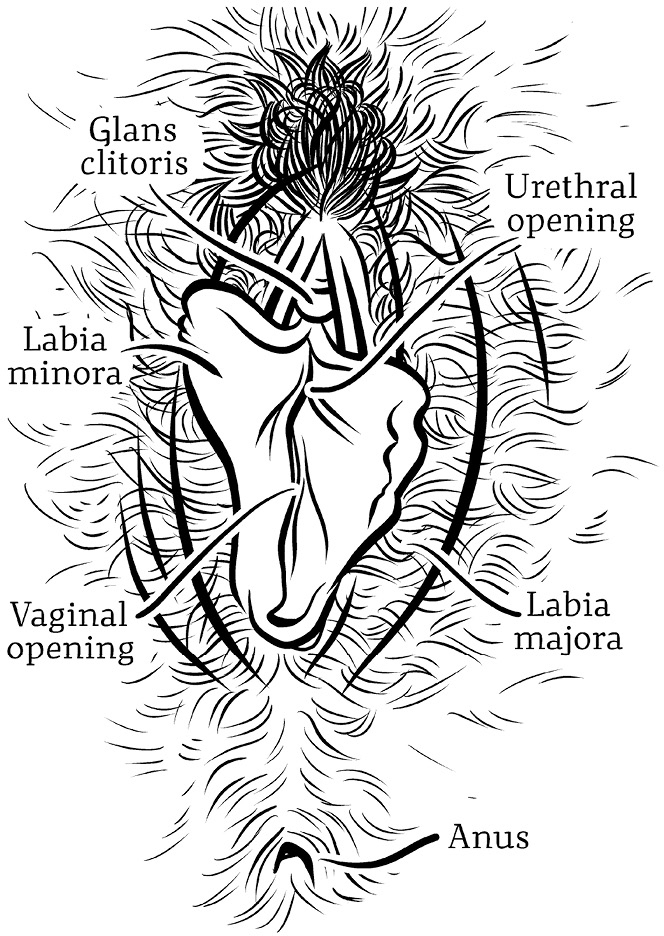 Glans
clitoris
Urethral
opening
Labia
minora
Vaginal
opening
Labia
majora
Anus